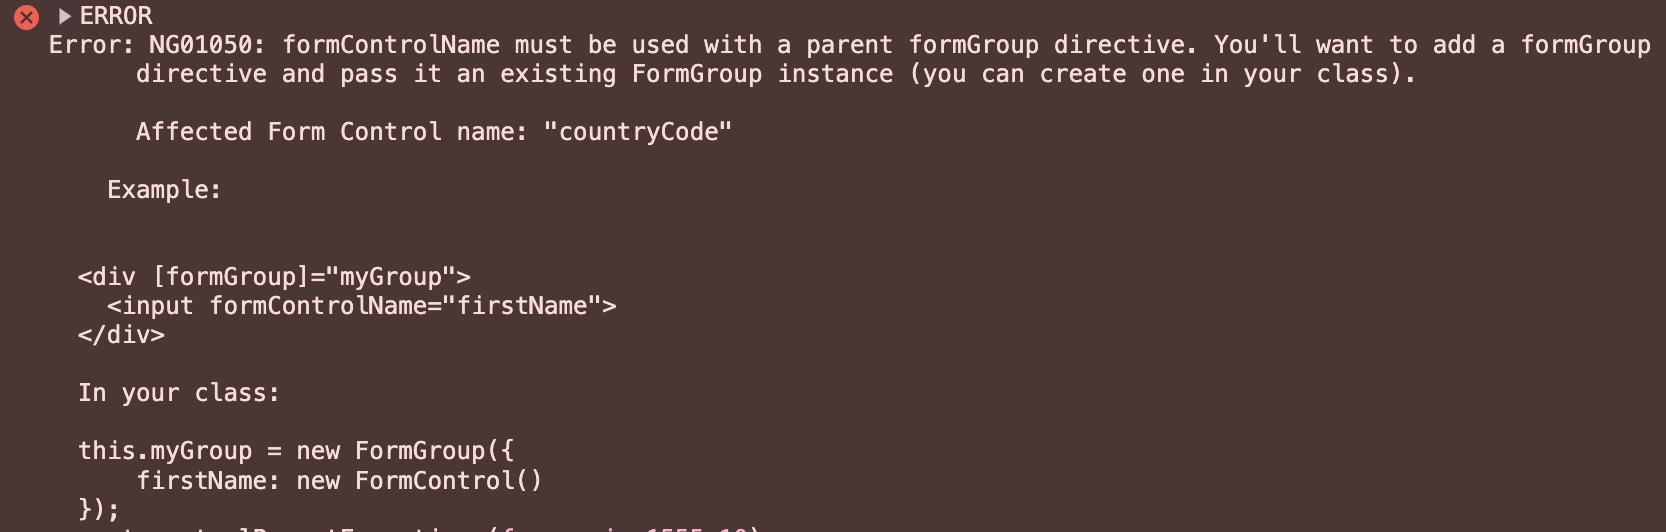 ERROR
Error: NG01050: formControlName must be used with a parent formGroup directive. You'll want to add a formGroup
directive and pass it an existing FormGroup instance (you can create one in your class).
Affected Form Control name: "countryCode"
Example:
<div [formGroup]="myGroup">
<input formControlName="firstName">
</div>
In your class:
this.myGroup = new FormGroup({
firstName: new FormControl()
});